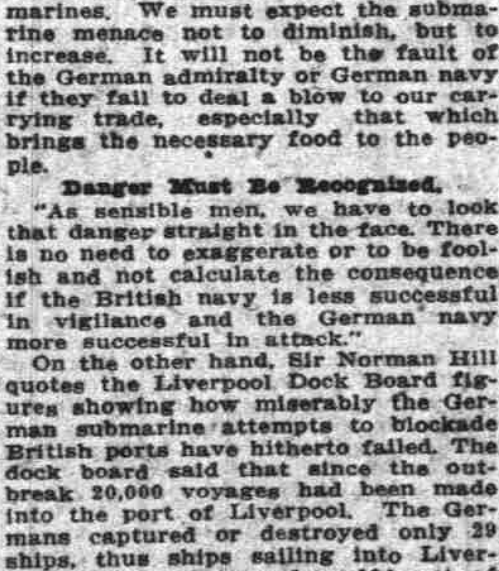 marines. We must expect the subma-
rine menace not to diminish, but to
increase. It will not be the fault of
the German admiralty or German navy
if they fail to deal a blow to our car-
rying trade, especially that which
brings the necessary food to the peo-
ple.
Danger Must Be Recognized.
"As sensible men, we have to look
that danger straight in the face. There
is no need to exaggerate or to be fool-
ish and not calculate the consequence
if the British navy is less successful
in vigilance and the German navy
more successful in attack."
On the other hand, Sir Norman Hill
quotes the Liverpool Dock Board fig-
ures showing how miserably the Ger-
man submarine attempts to blockade
British ports have hitherto failed. The
dock board said that since the out-
break 20,000 voyages had been made
into the port of Liverpool. The Ger-
mans captured or destroyed only 29
ships, thus ships sailing into Liver-